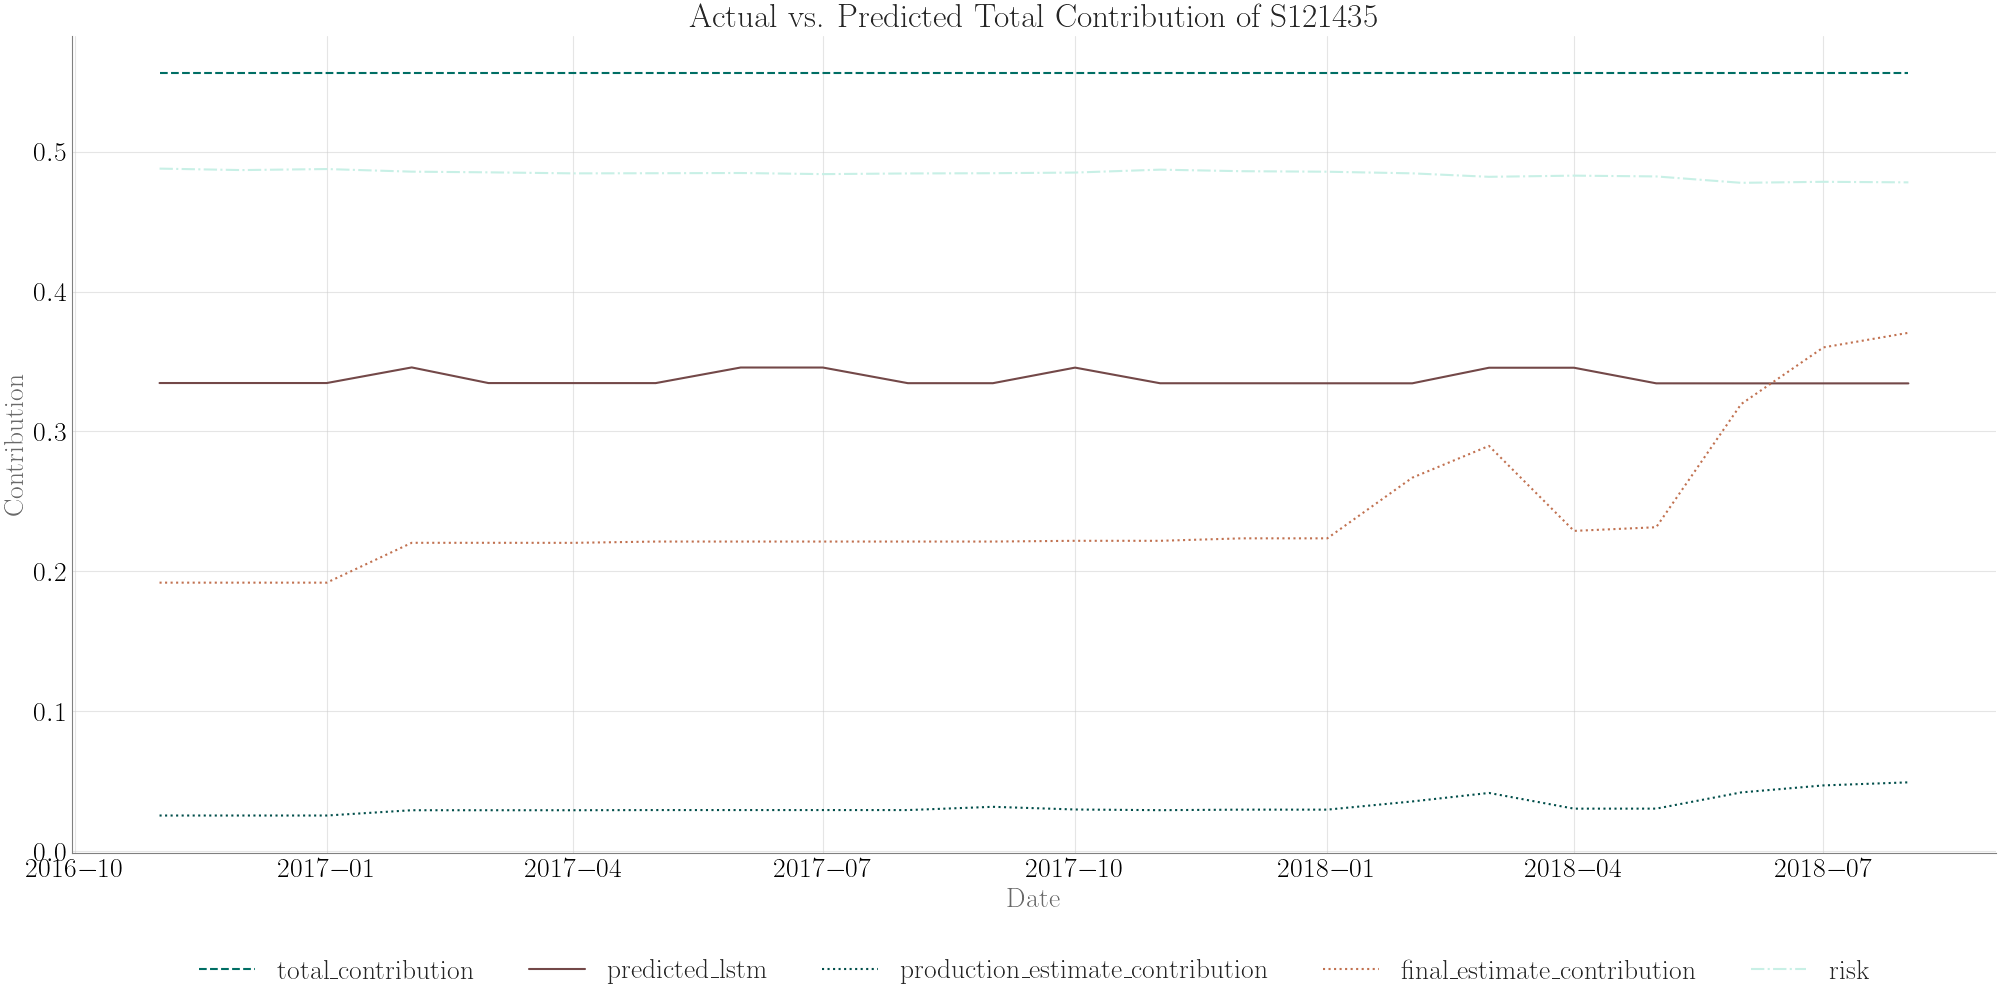 Actual vs. Predicted Total Contribution of S121435
Contribution
0.5
0.4
0.3
0.2
0.1
0.0
2016–10 2017–01 2017–04 2017–07 2017–10 2018–01 2018–04 2018–07
Date
total_contribution predicted_lstm production_estimate_contribution final_estimate_contribution risk